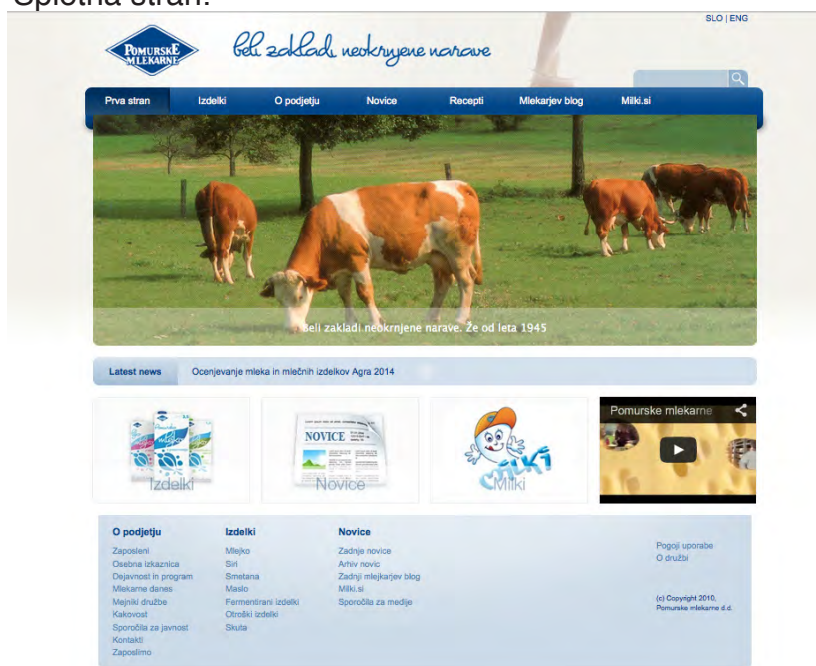 Spletna stran:
SLO | ENG
POMURSKE
MLEKARNE
beli zakladi neokrnjene narave
Prva stran Izdelki O podjetju Novice Recepti Mlekarjev blog Milki.si
Beli zakladi neokrnjene narave. Že od leta 1945
Latest news Ocenjevanje mleka in mlečnih izdelkov Agra 2014
Izdelki
NOVICE
Novice
MILKI
Milki
Pomurske mlekarne
O podjetju
Zaposleni
Osebna izkaznica
Dejavnost in program
Mlekarne danes
Mejniki družbe
Kakovost
Sporočila za javnost
Kontakti
Zaposlimo
Izdelki
Mlejko
Siri
Smetana
Maslo
Fermentirani izdelki
Otroški izdelki
Skuta
Novice
Zadnje novice
Arhiv novic
Zadnji mlejkarjev blog
Milki.si
Sporočila za medije
Pogoji uporabe
O družbi
(c) Copyright 2010,
Pomurske mlekarne d.d.